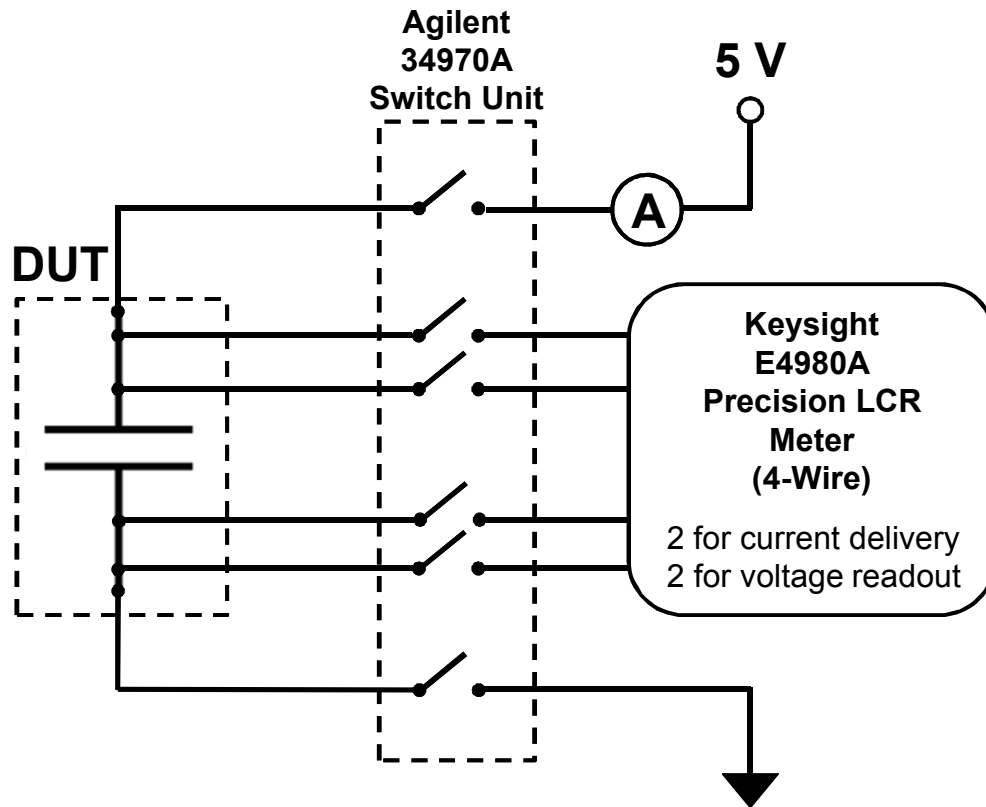 Agilent
34970A
Switch Unit
5 V
A
DUT
Keysight
E4980A
Precision LCR
Meter
(4-Wire)
2 for current delivery
2 for voltage readout